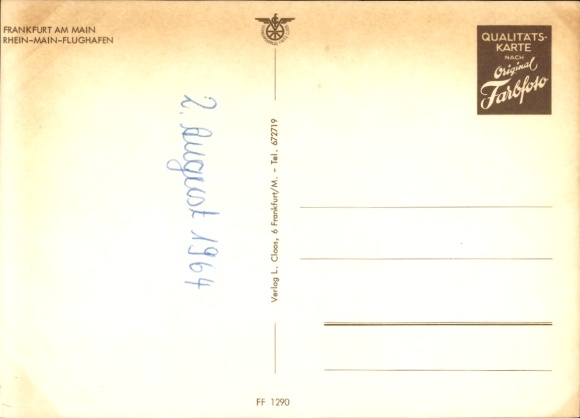 FRANKFURT AM MAIN
RHEIN-MAIN-FLUGHAFEN
QUALITÄTS-
KARTE
NACH
Original
Farbfoto
2. August 1964
Verlag L. Cloos, 6 Frankfurt/M. - Tel. 672719
FF 1290